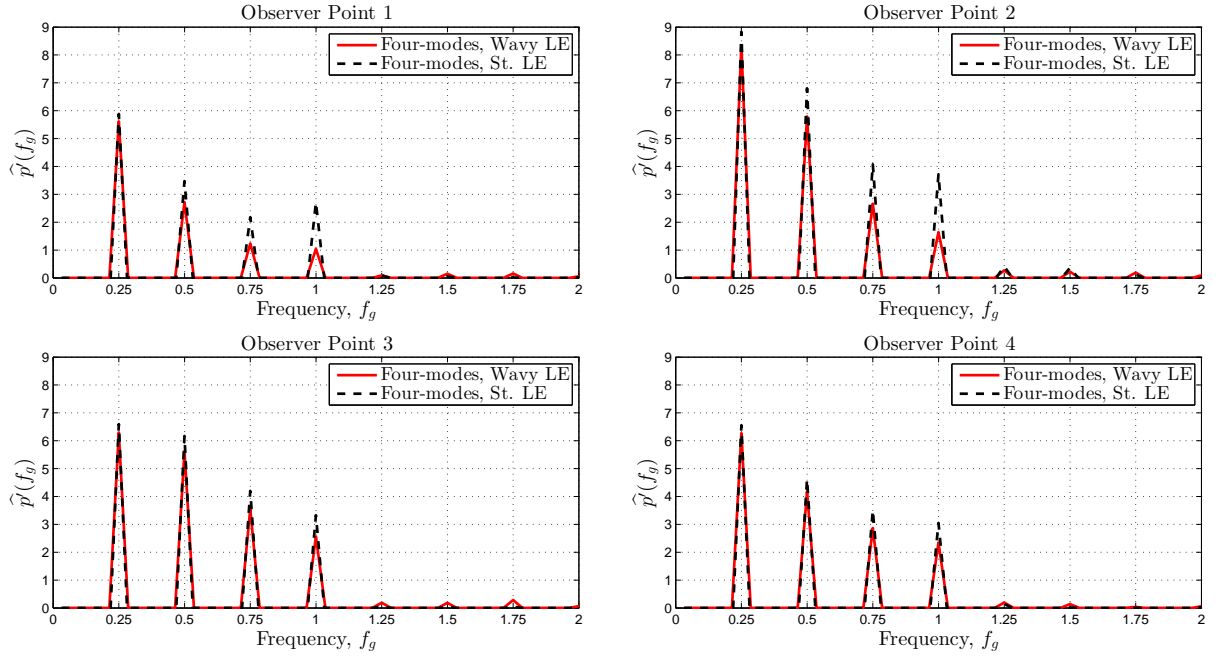 Observer Point 1
9
8
7
6
5
4
3
2
1
0
p̂′(f_g)
Four-modes, Wavy LE
Four-modes, St. LE
0 0.25 0.5 0.75 1 1.25 1.5 1.75 2
Frequency, f_g
Observer Point 2
9
8
7
6
5
4
3
2
1
0
p̂′(f_g)
Four-modes, Wavy LE
Four-modes, St. LE
0 0.25 0.5 0.75 1 1.25 1.5 1.75 2
Frequency, f_g
Observer Point 3
9
8
7
6
5
4
3
2
1
0
p̂′(f_g)
Four-modes, Wavy LE
Four-modes, St. LE
0 0.25 0.5 0.75 1 1.25 1.5 1.75 2
Frequency, f_g
Observer Point 4
9
8
7
6
5
4
3
2
1
0
p̂′(f_g)
Four-modes, Wavy LE
Four-modes, St. LE
0 0.25 0.5 0.75 1 1.25 1.5 1.75 2
Frequency, f_g